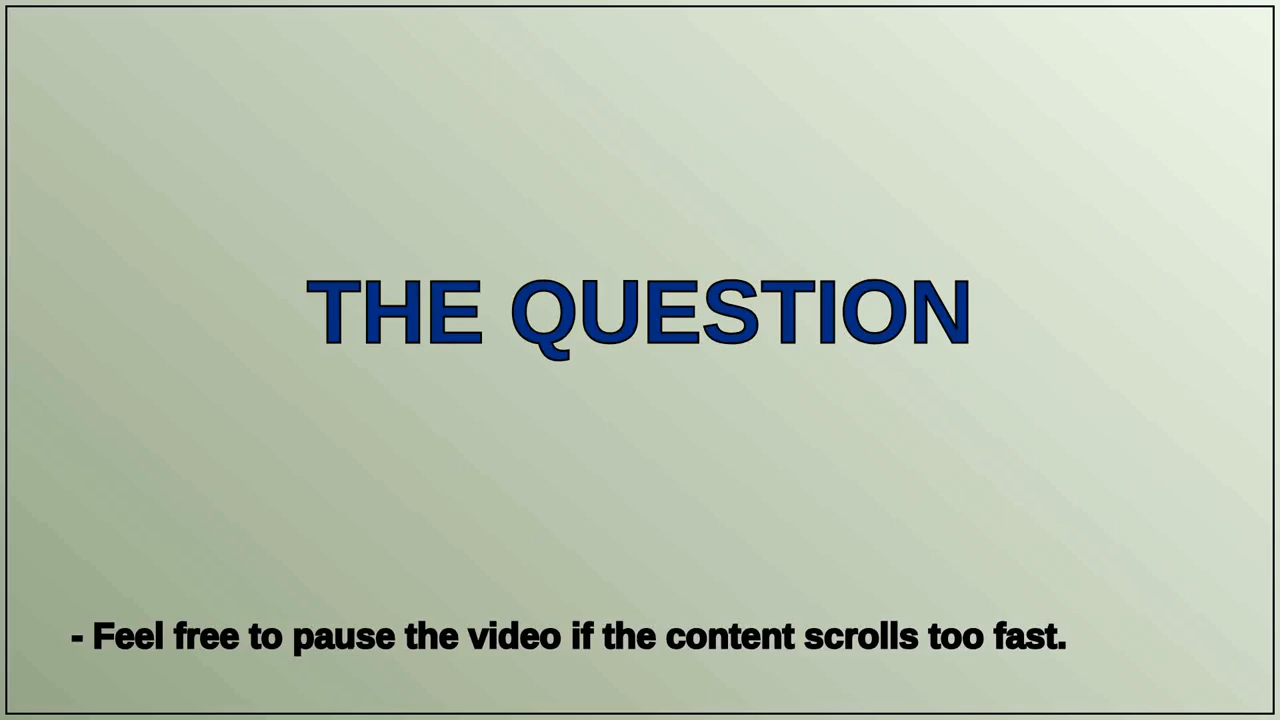 THE QUESTION
- Feel free to pause the video if the content scrolls too fast.